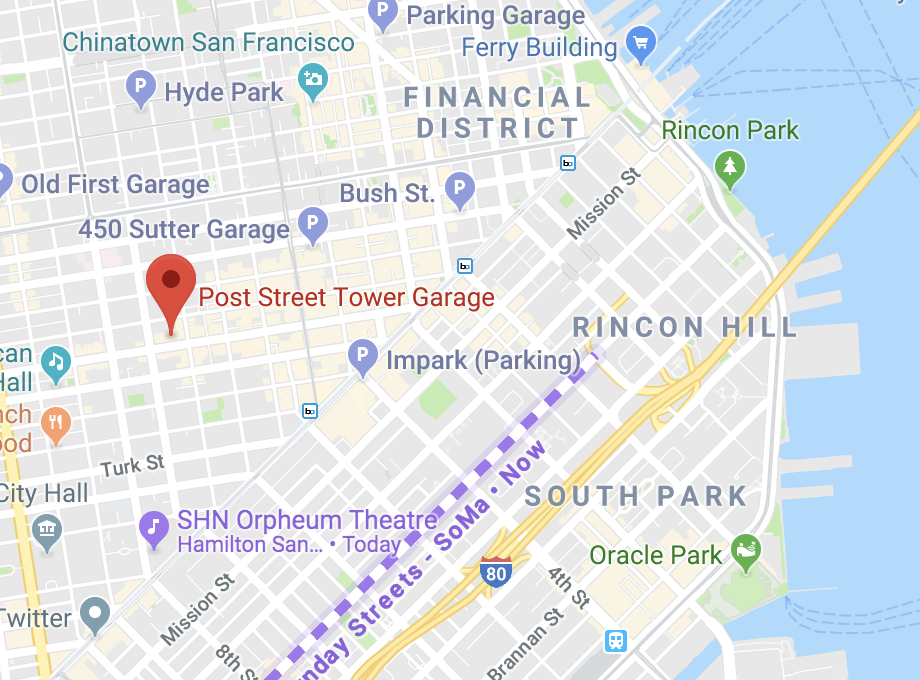 Parking Garage
Chinatown San Francisco
Ferry Building
P
P
Hyde Park
FINANCIAL
DISTRICT
Rincon Park
Old First Garage
Bush St.
P
Mission St
450 Sutter Garage
P
Post Street Tower Garage
RINCON HILL
can
Hall
P
Impark (Parking)
nch
ood
Turk St
City Hall
SOUTH PARK
SHN Orpheum Theatre
Hamilton San... • Today
nday Streets - SoMa • Now
Oracle Park
80
4th St
Mission St
Twitter
Brannan St
8th St